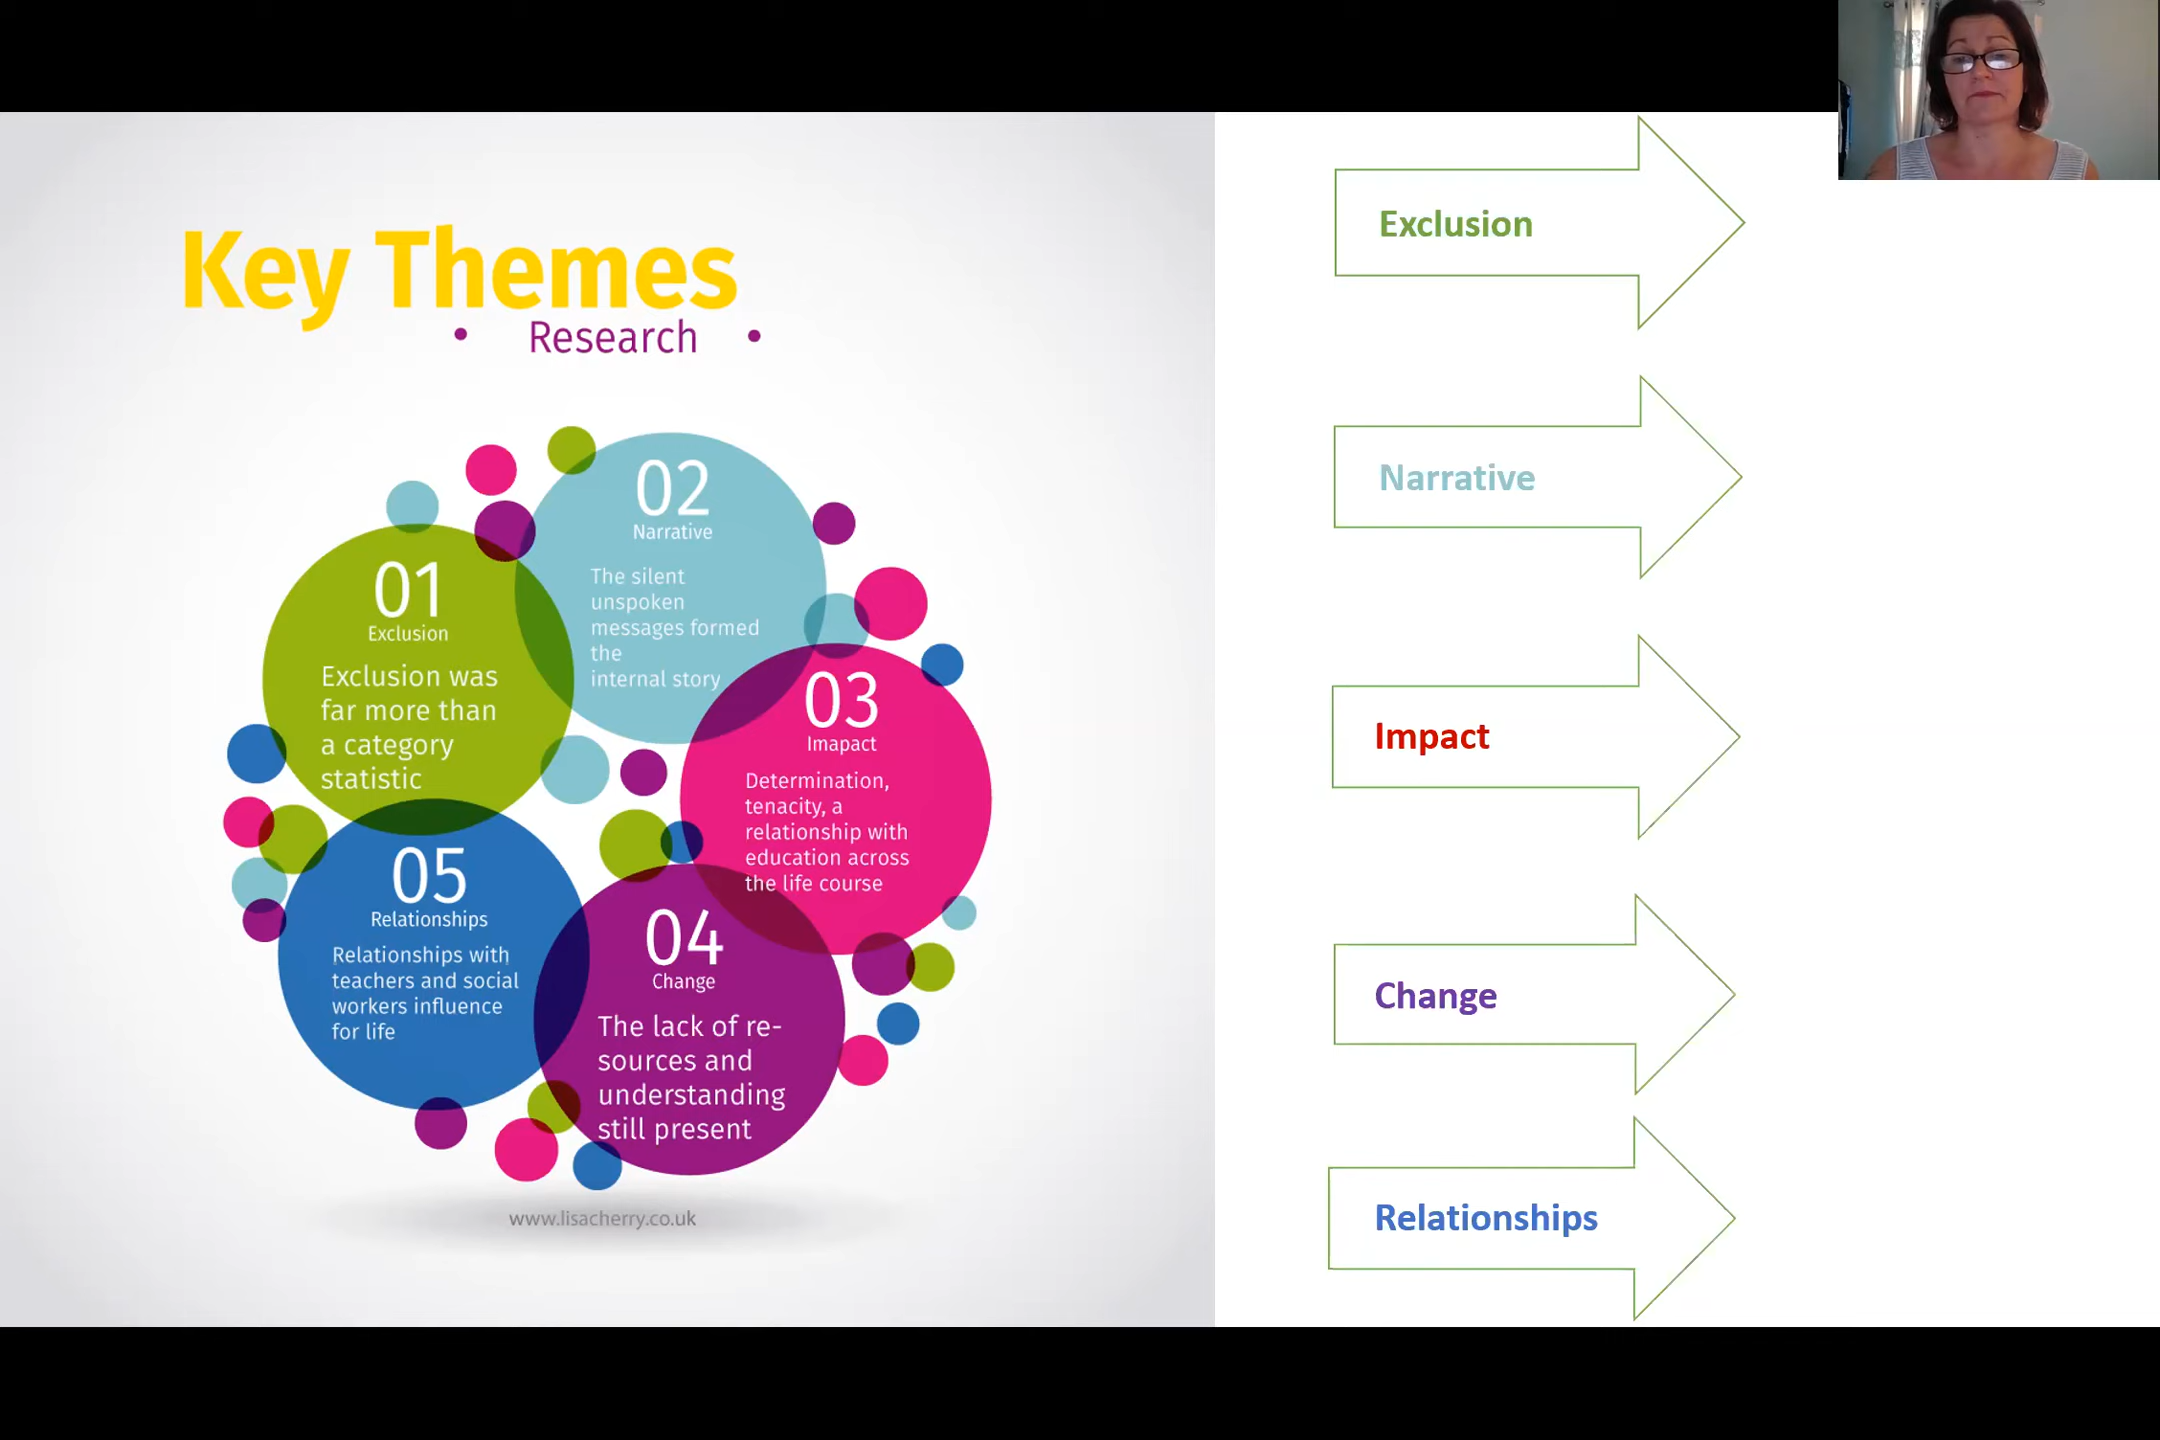 Key Themes
• Research •
01
Exclusion
Exclusion was
far more than
a category
statistic
02
Narrative
The silent
unspoken
messages formed
the
internal story
03
Imapact
Determination,
tenacity, a
relationship with
education across
the life course
04
Change
The lack of re-
sources and
understanding
still present
05
Relationships
Relationships with
teachers and social
workers influence
for life
www.lisacherry.co.uk
Exclusion
Narrative
Impact
Change
Relationships